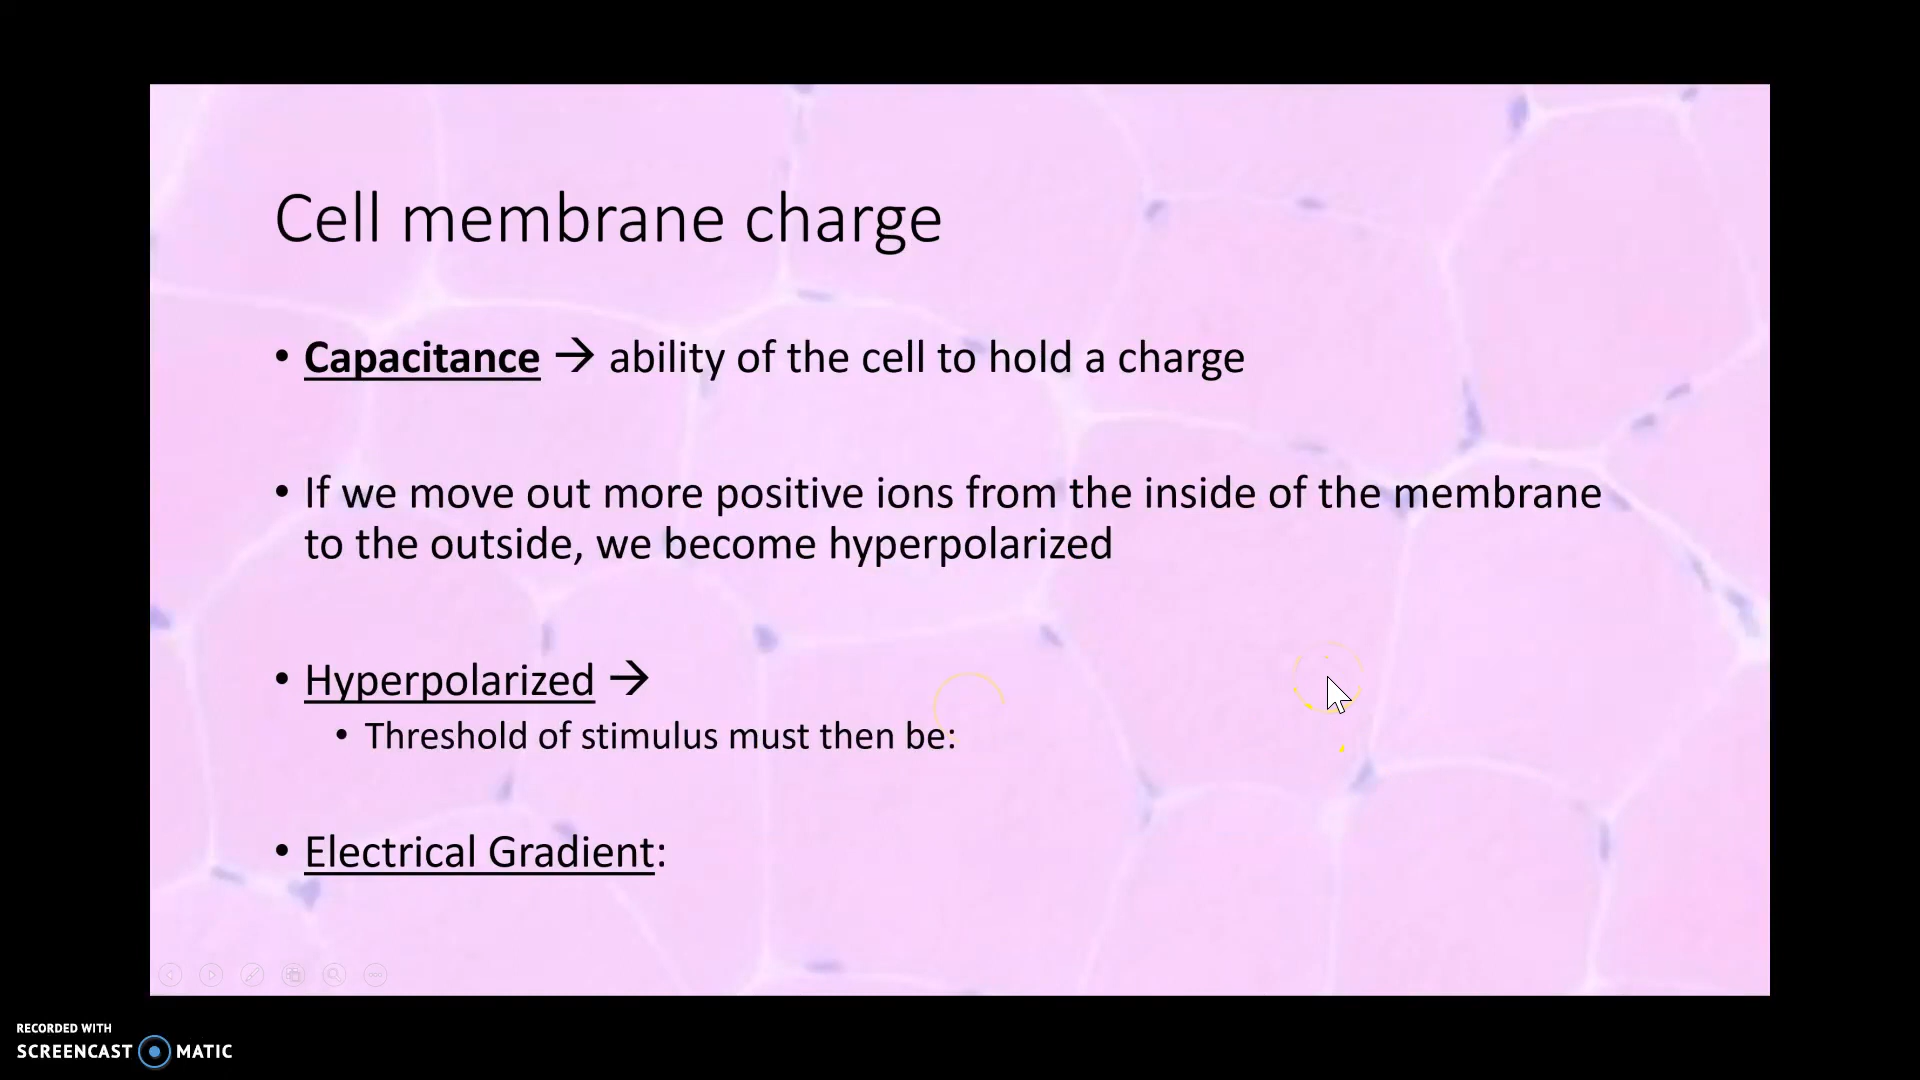 Cell membrane charge
• Capacitance → ability of the cell to hold a charge
• If we move out more positive ions from the inside of the membrane
to the outside, we become hyperpolarized
• Hyperpolarized →
• Threshold of stimulus must then be:
• Electrical Gradient:
RECORDED WITH
SCREENCAST MATIC